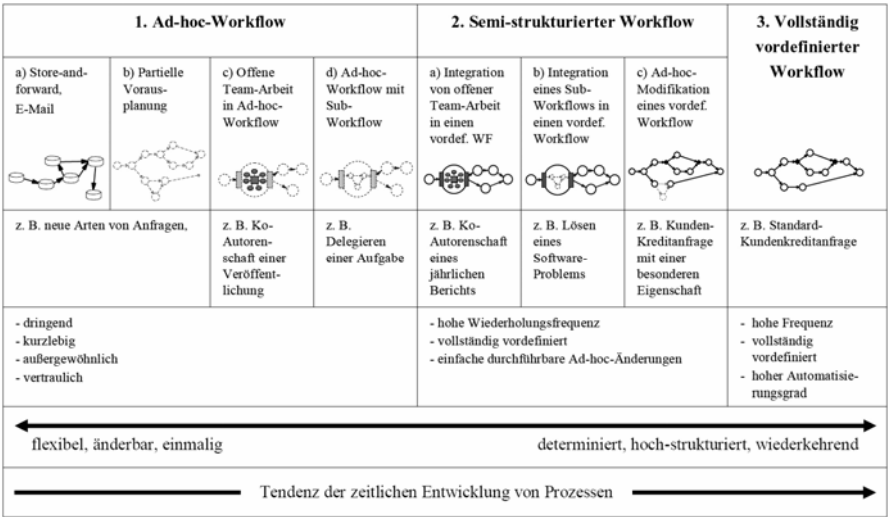 1. Ad-hoc-Workflow
2. Semi-strukturierter Workflow
3. Vollständig
vordefinierter
Workflow
a) Store-and-
forward,
E-Mail
b) Partielle
Voraus-
planung
c) Offene
Team-Arbeit
in Ad-hoc-
Workflow
d) Ad-hoc-
Workflow mit
Sub-
Workflow
a) Integration
von offener
Team-Arbeit
in einen
vordef. WF
b) Integration
eines Sub-
Workflows in
einen vordef.
Workflow
c) Ad-hoc-
Modifikation
eines vordef.
Workflow
z. B. neue Arten von Anfragen,
z. B. Ko-
Autoren-
schaft einer
Veröffent-
lichung
z. B.
Delegieren
einer Aufgabe
z. B. Ko-
Autorenschaft
eines
jährlichen
Berichts
z. B. Lösen
eines
Software-
Problems
z. B. Kunden-
Kreditanfrage
mit einer
besonderen
Eigenschaft
z. B. Standard-
Kundenkreditanfrage
- dringend
- kurzlebig
- außergewöhnlich
- vertraulich
- hohe Wiederholungsfrequenz
- vollständig vordefiniert
- einfache durchführbare Ad-hoc-Änderungen
- hohe Frequenz
- vollständig
vordefiniert
- hoher Automatisie-
rungsgrad
flexibel, änderbar, einmalig
determiniert, hoch-strukturiert, wiederkehrend
Tendenz der zeitlichen Entwicklung von Prozessen